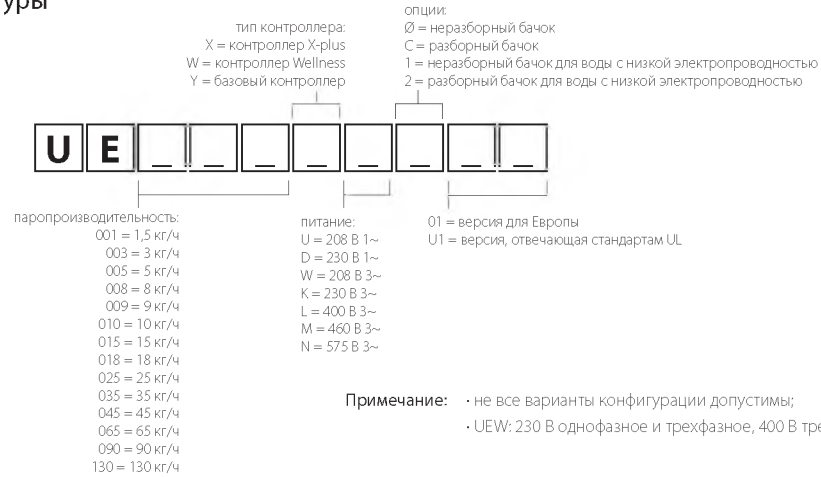 опции:
тип контроллера:
X = контроллер X-plus
W = контроллер Wellness
Y = базовый контроллер
Ø = неразборный бачок
C = разборный бачок
1 = неразборный бачок для воды с низкой электропроводностью
2 = разборный бачок для воды с низкой электропроводностью
U E _ _ _ _ _ _ _ _
паропроизводительность:
001 = 1,5 кг/ч
003 = 3 кг/ч
005 = 5 кг/ч
008 = 8 кг/ч
009 = 9 кг/ч
010 = 10 кг/ч
015 = 15 кг/ч
018 = 18 кг/ч
025 = 25 кг/ч
035 = 35 кг/ч
045 = 45 кг/ч
065 = 65 кг/ч
090 = 90 кг/ч
130 = 130 кг/ч
питание:
U = 208 В 1~
D = 230 В 1~
W = 208 В 3~
K = 230 В 3~
L = 400 В 3~
M = 460 В 3~
N = 575 В 3~
01 = версия для Европы
U1 = версия, отвечающая стандартам UL
Примечание: • не все варианты конфигурации допустимы;
• UEW: 230 В однофазное и трехфазное, 400 В